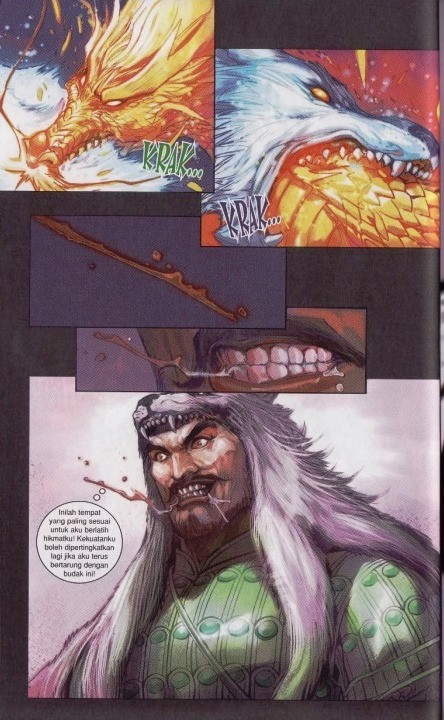 KRAK...
KRAK...
Inilah tempat
yang paling sesuai
untuk aku berlatih
hikmatku! Kekuatanku
boleh dipertingkatkan
lagi jika aku terus
bertarung dengan
budak ini!